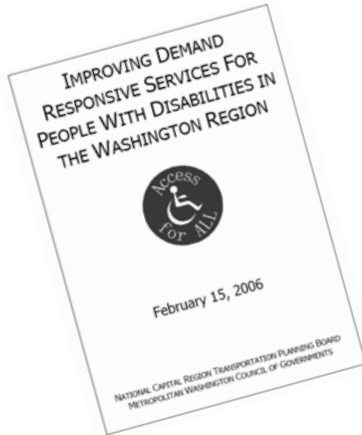 IMPROVING DEMAND
RESPONSIVE SERVICES FOR
PEOPLE WITH DISABILITIES IN
THE WASHINGTON REGION
Access
for ALL
February 15, 2006
NATIONAL CAPITAL REGION TRANSPORTATION PLANNING BOARD
METROPOLITAN WASHINGTON COUNCIL OF GOVERNMENTS